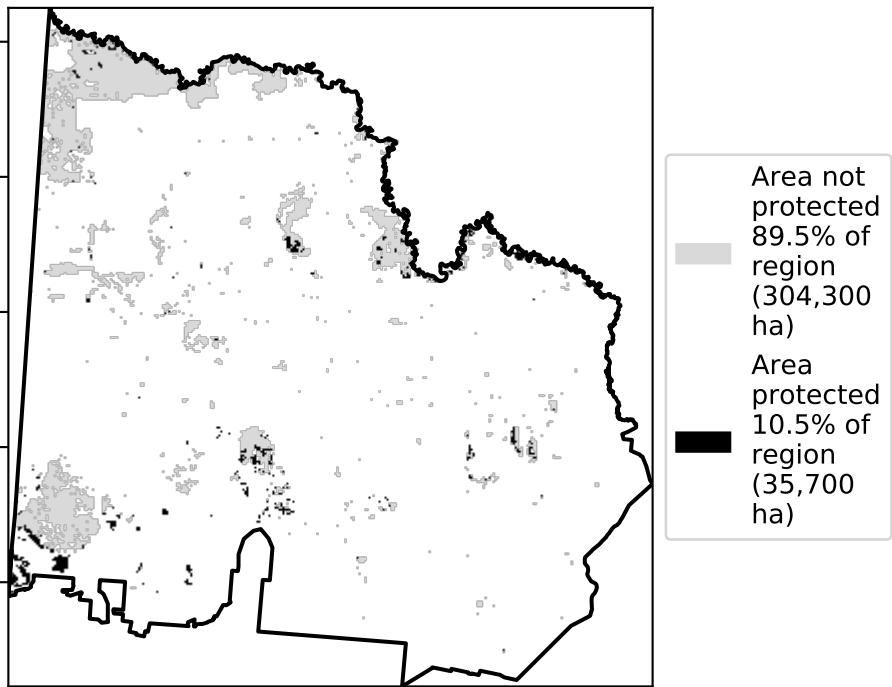 Area not
protected
89.5% of
region
(304,300
ha)
Area
protected
10.5% of
region
(35,700
ha)